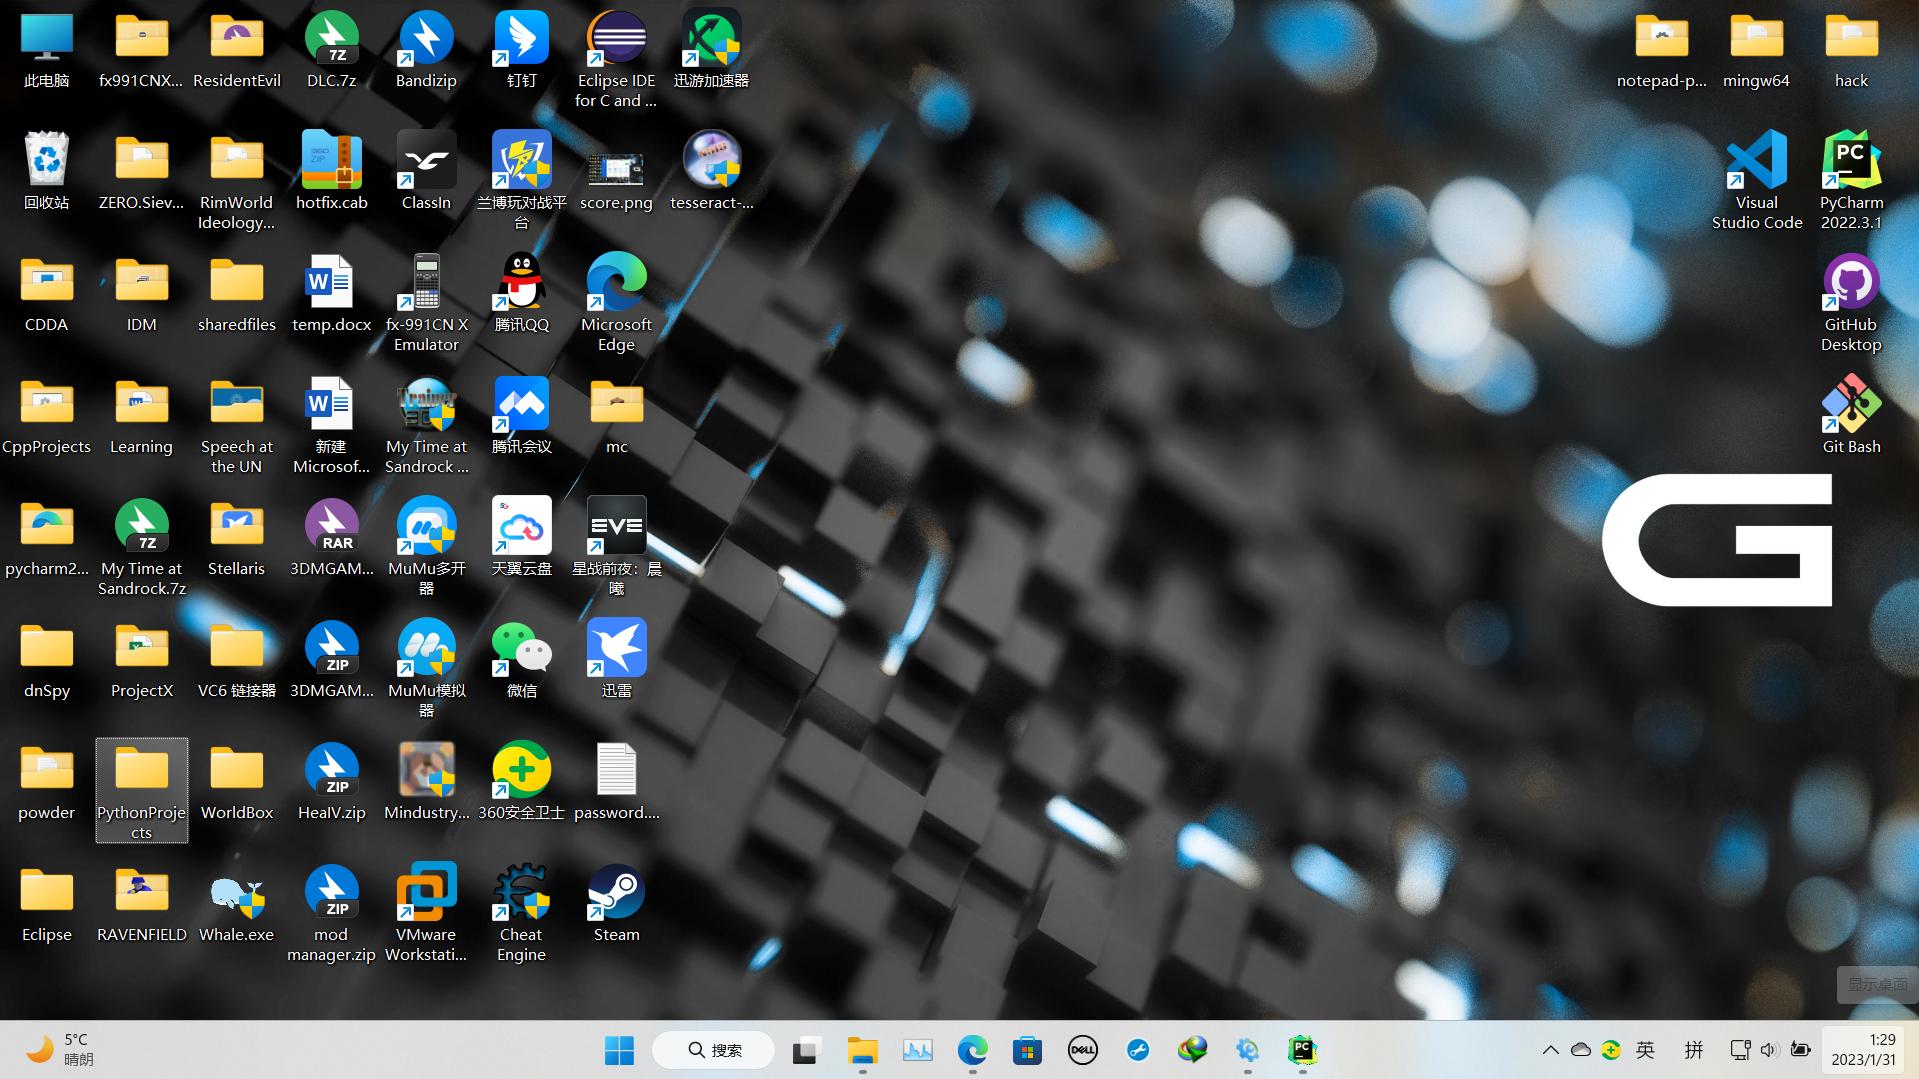 此电脑
fx991CNX...
ResidentEvil
7Z
DLC.7z
Bandizip
钉钉
Eclipse IDE
for C and ...
迅游加速器
notepad-p...
mingw64
hack
回收站
ZERO.Siev...
RimWorld
Ideology...
360
ZIP
hotfix.cab
ClassIn
兰博玩对战平
台
score.png
tesseract-...
Visual
Studio Code
PC
PyCharm
2022.3.1
CDDA
IDM
sharedfiles
W
temp.docx
fx-991CN X
Emulator
腾讯QQ
Microsoft
Edge
GitHub
Desktop
CppProjects
Learning
Speech at
the UN
W
新建
Microsof...
Trainer
3D
My Time at
Sandrock ...
腾讯会议
mc
Git Bash
pycharm2...
7Z
My Time at
Sandrock.7z
Stellaris
RAR
3DMGAM...
MuMu多开
器
5G
天翼云盘
EVE
星战前夜：晨
曦
G
dnSpy
ProjectX
VC6 链接器
ZIP
3DMGAM...
MuMu模拟
器
微信
迅雷
powder
PythonProje
cts
WorldBox
ZIP
HealV.zip
Mindustry...
360安全卫士
password....
Eclipse
RAVENFIELD
Whale.exe
ZIP
mod
manager.zip
VMware
Workstati...
Cheat
Engine
Steam
显示桌面
5°C
晴朗
搜索
DELL
PC
英
拼
1:29
2023/1/31